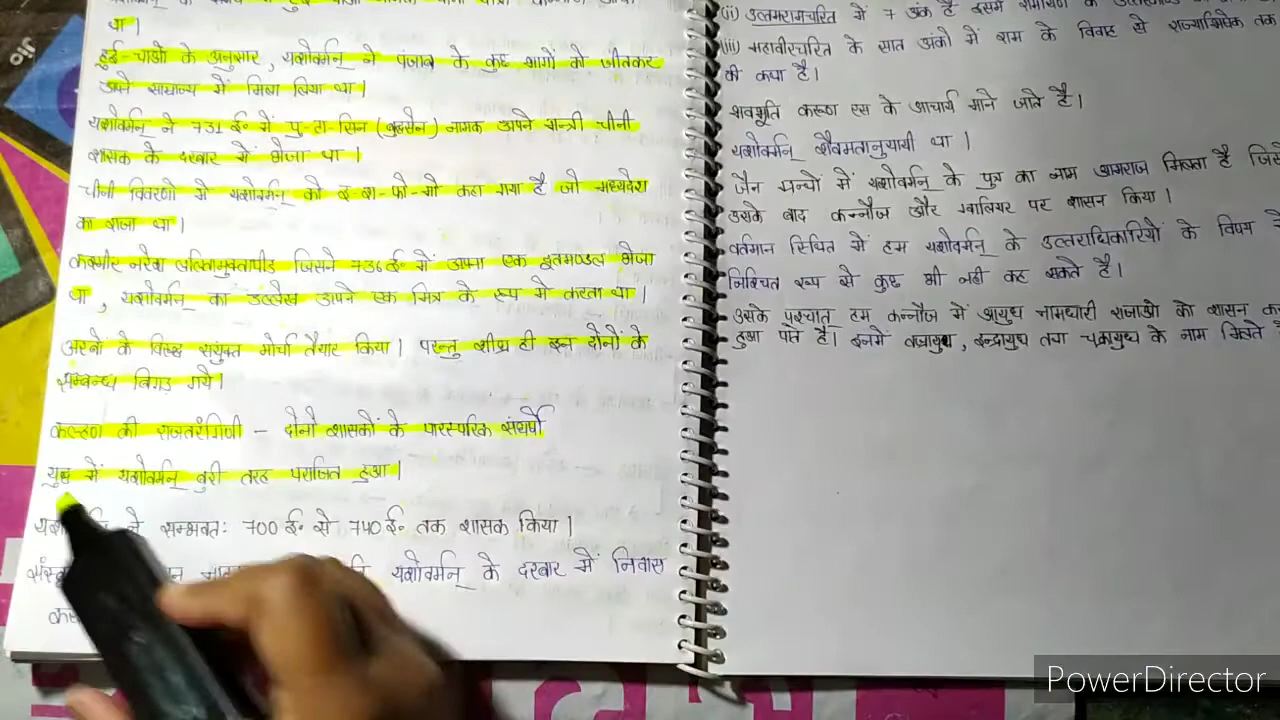 था।
हुई-चाओ के अनुसार, यशोवर्मन् ने पंजाब के कुछ भागों को जीतकर
अपने साम्राज्य में मिला लिया था।
यशोवर्मन् ने 731 ई॰ में पु-टा-सिन (बुद्धसेन) नामक अपने मन्त्री चीनी
शासक के दरबार में भेजा था।
चीनी विवरणों में यशोवर्मन् को इ-श-फो-मो कहा गया है जो मध्यदेश
का राजा था।
कश्मीर नरेश ललितामुक्तापीड जिसने 736 ई॰ में अपना एक दूतमण्डल भेजा
था, यशोवर्मन् का उल्लेख अपने एक मित्र के रूप में करता था।
अरबों के विरूद्ध संयुक्त मोर्चा तैयार किया। परन्तु शीघ्र ही इन दोनों के
सम्बन्ध बिगड़ गये।
कल्हण की राजतरंगिणी – दोनों शासकों के पारस्परिक संघर्षो
युद्ध में यशोवर्मन् बुरी तरह पराजित हुआ।
ने सम्भवतः 700 ई॰ से 740 ई॰ तक शासक किया।
यशोवर्मन् के दरबार में निवास
(ii) उत्तमरामचरित में 7 अंक है इसमें रामायण के
(iii) महावीरचरित के सात अंको में राम के विवाह से राज्याभिषेक तक
की कथा है।
भवभूति करूणा रस के आचार्य माने जाते है।
यशोवर्मन् शैवमतानुयायी था।
जैन ग्रन्थों में यशोवर्मन् के पुत्र का नाम आमराज मिलता है
उसके बाद कन्नौज और ग्वालियर पर शासन किया।
वर्तमान स्थिति में हम यशोवर्मन् के उत्तराधिकारियों के विषय
निश्चित रूप से कुछ भी नही कह सकते है।
उसके पश्चात् हम कन्नौज में आयुध नामधारी राजाओ को शासन
हुआ पाते है। इनमें वज्रायुध, इन्द्रायुध तथा चक्रायुध के नाम मिलते
Jio
PowerDirector